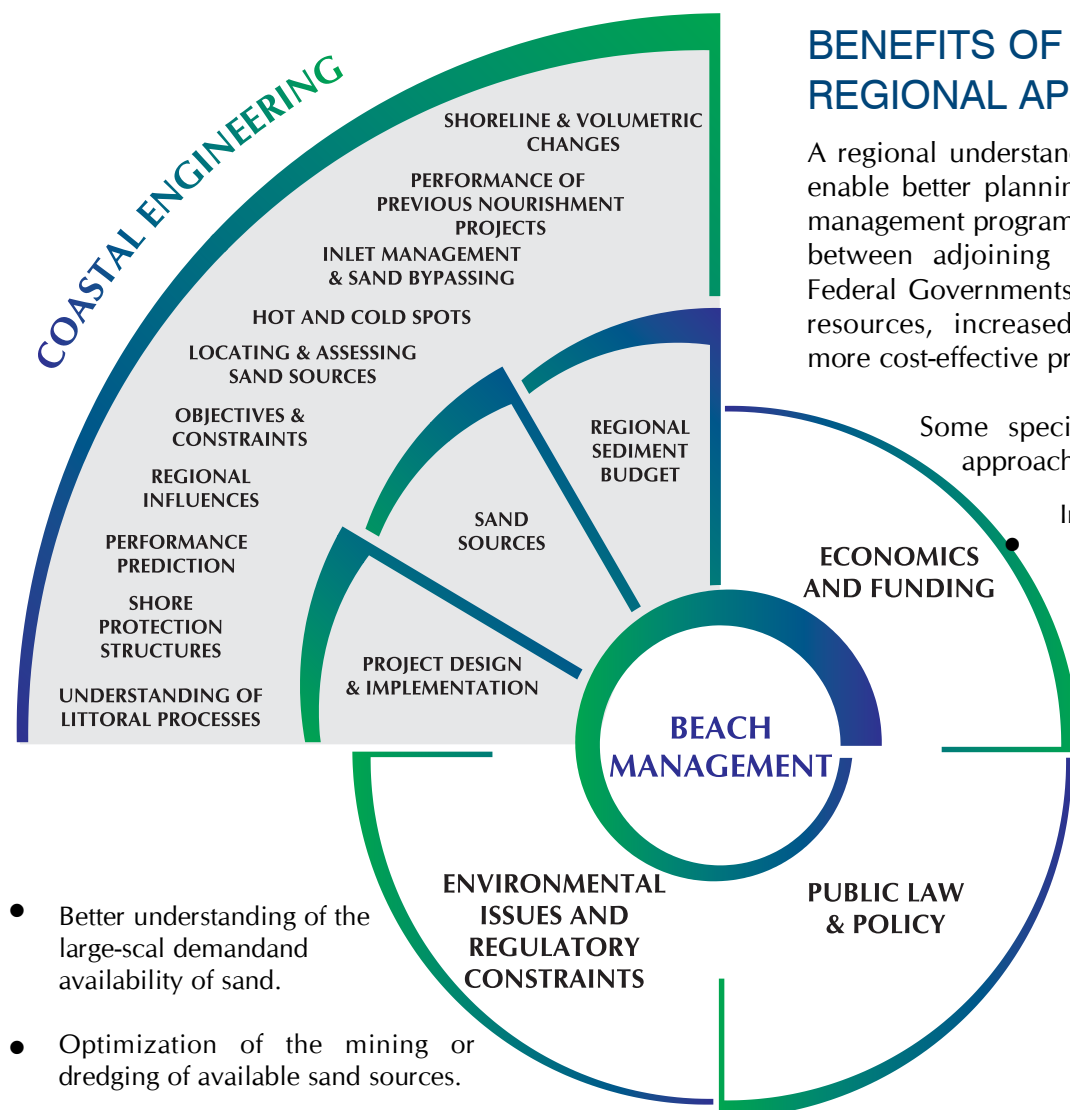 COASTAL ENGINEERING
SHORELINE & VOLUMETRIC
CHANGES
PERFORMANCE OF
PREVIOUS NOURISHMENT
PROJECTS
INLET MANAGEMENT
& SAND BYPASSING
HOT AND COLD SPOTS
LOCATING & ASSESSING
SAND SOURCES
OBJECTIVES &
CONSTRAINTS
REGIONAL
INFLUENCES
PERFORMANCE
PREDICTION
SHORE
PROTECTION
STRUCTURES
UNDERSTANDING OF
LITTORAL PROCESSES
REGIONAL
SEDIMENT
BUDGET
SAND
SOURCES
PROJECT DESIGN
& IMPLEMENTATION
BEACH
MANAGEMENT
ECONOMICS
AND FUNDING
PUBLIC LAW
& POLICY
ENVIRONMENTAL
ISSUES AND
REGULATORY
CONSTRAINTS
BENEFITS OF
REGIONAL AP
A regional understand
enable better plannin
management program
between adjoining
Federal Governments
resources, increased
more cost-effective pr
Some speci
approach
In
• Better understanding of the
large-scal demandand
availability of sand.
• Optimization of the mining or
dredging of available sand sources.